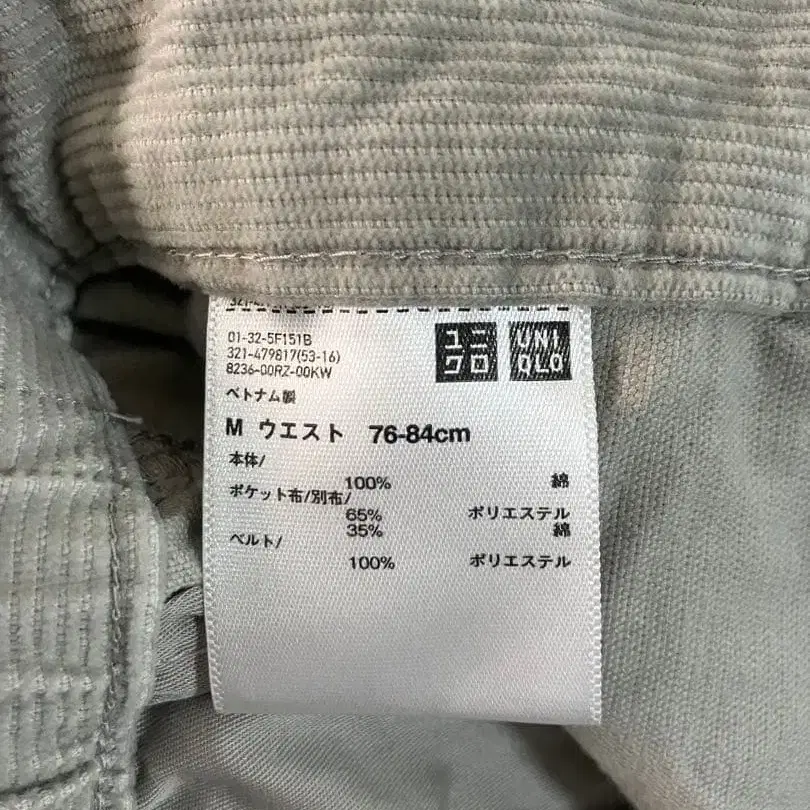 01-32-5F151B
321-479817(53-16)
8236-00RZ-00KW
ユニクロ UNIQLO
ベトナム製
M ウエスト 76-84cm
本体/
100% 綿
ポケット布/別布/
65% ポリエステル
35% 綿
ベルト/
100% ポリエステル